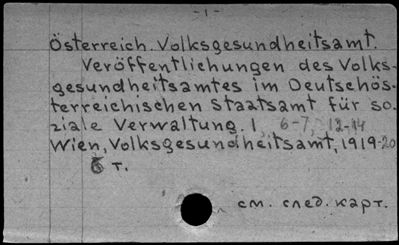 - 1 -
Österreich. Volksgesundheitsamt.
Veröffentlichungen des Volks-
gesundheitsamtes im Deutschös-
terreichischen Staatsamt für so-
ziale Verwaltung. 1, 6-7, 12-14
Wien, Volksgesundheitsamt, 1919-20
6 т.
см. след. карт.